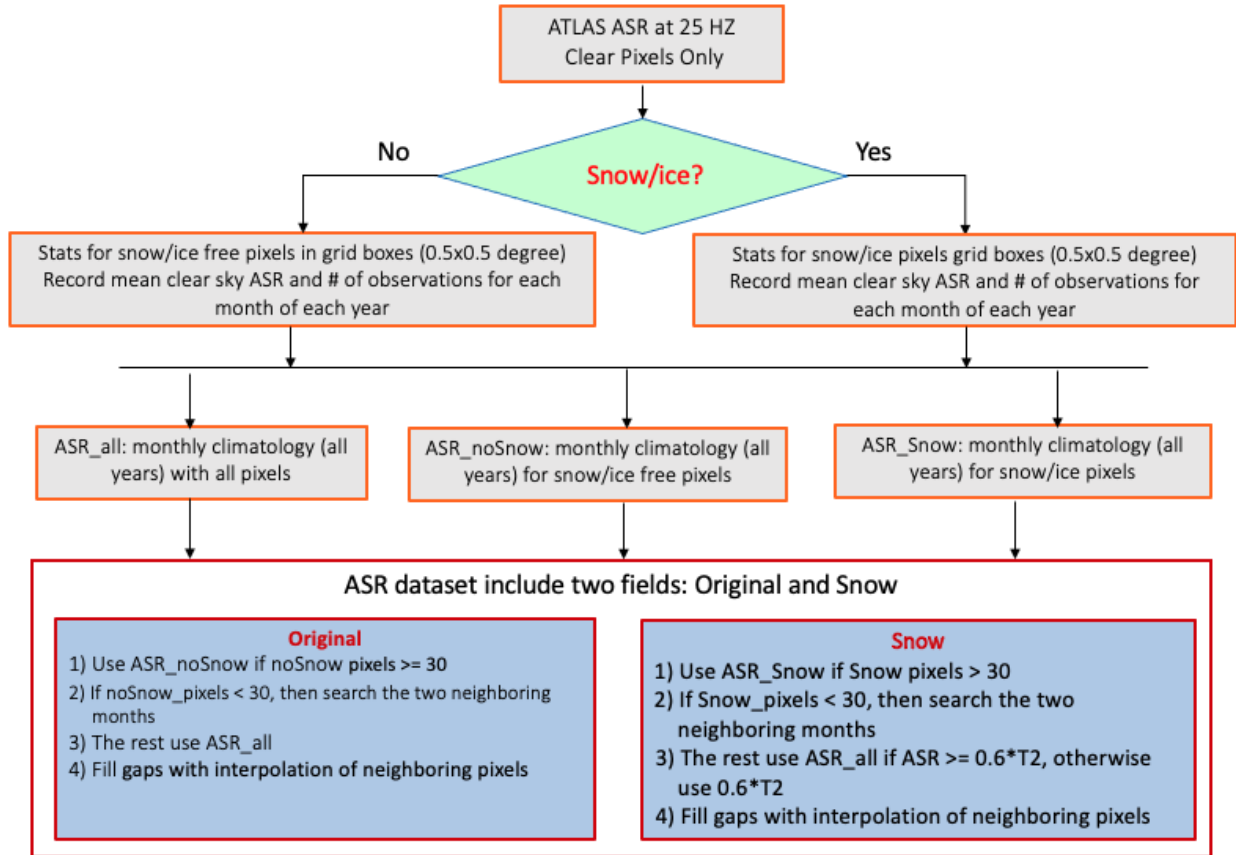 ATLAS ASR at 25 HZ
Clear Pixels Only
No
Yes
Snow/ice?
Stats for snow/ice free pixels in grid boxes (0.5x0.5 degree)
Record mean clear sky ASR and # of observations for each
month of each year
Stats for snow/ice pixels grid boxes (0.5x0.5 degree)
Record mean clear sky ASR and # of observations for
each month of each year
ASR_all: monthly climatology (all
years) with all pixels
ASR_noSnow: monthly climatology (all
years) for snow/ice free pixels
ASR_Snow: monthly climatology (all
years) for snow/ice pixels
ASR dataset include two fields: Original and Snow
Original
1) Use ASR_noSnow if noSnow pixels >= 30
2) If noSnow_pixels < 30, then search the two neighboring
months
3) The rest use ASR_all
4) Fill gaps with interpolation of neighboring pixels
Snow
1) Use ASR_Snow if Snow pixels > 30
2) If Snow_pixels < 30, then search the two
neighboring months
3) The rest use ASR_all if ASR >= 0.6*T2, otherwise
use 0.6*T2
4) Fill gaps with interpolation of neighboring pixels